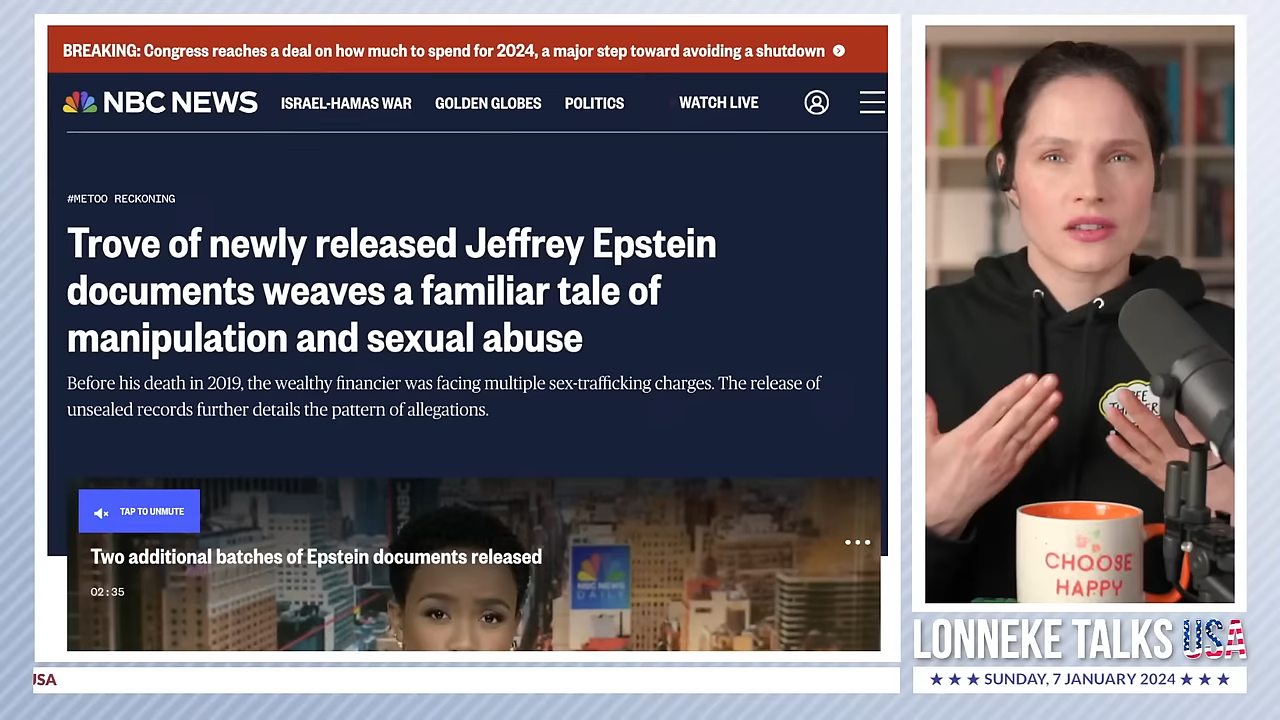 BREAKING: Congress reaches a deal on how much to spend for 2024, a major step toward avoiding a shutdown
NBC NEWS
ISRAEL-HAMAS WAR
GOLDEN GLOBES
POLITICS
WATCH LIVE
#METOO RECKONING
Trove of newly released Jeffrey Epstein
documents weaves a familiar tale of
manipulation and sexual abuse
Before his death in 2019, the wealthy financier was facing multiple sex-trafficking charges. The release of
unsealed records further details the pattern of allegations.
TAP TO UNMUTE
Two additional batches of Epstein documents released
02:35
NBC NEWS
DAILY
CHOOSE
HAPPY
LONNEKE TALKS USA
USA
SUNDAY, 7 JANUARY 2024